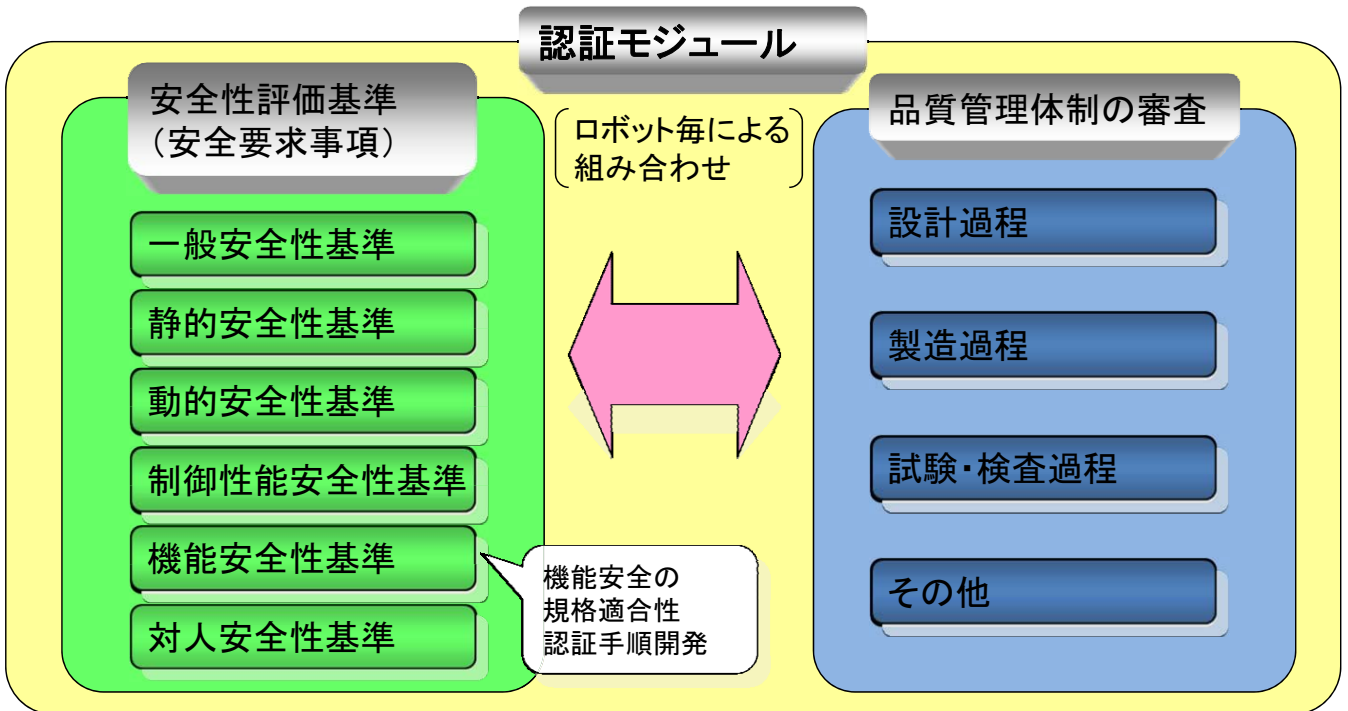 認証モジュール
安全性評価基準
(安全要求事項)
一般安全性基準
静的安全性基準
動的安全性基準
制御性能安全性基準
機能安全性基準
対人安全性基準
機能安全の
規格適合性
認証手順開発
ロボット毎による
組み合わせ
品質管理体制の審査
設計過程
製造過程
試験・検査過程
その他